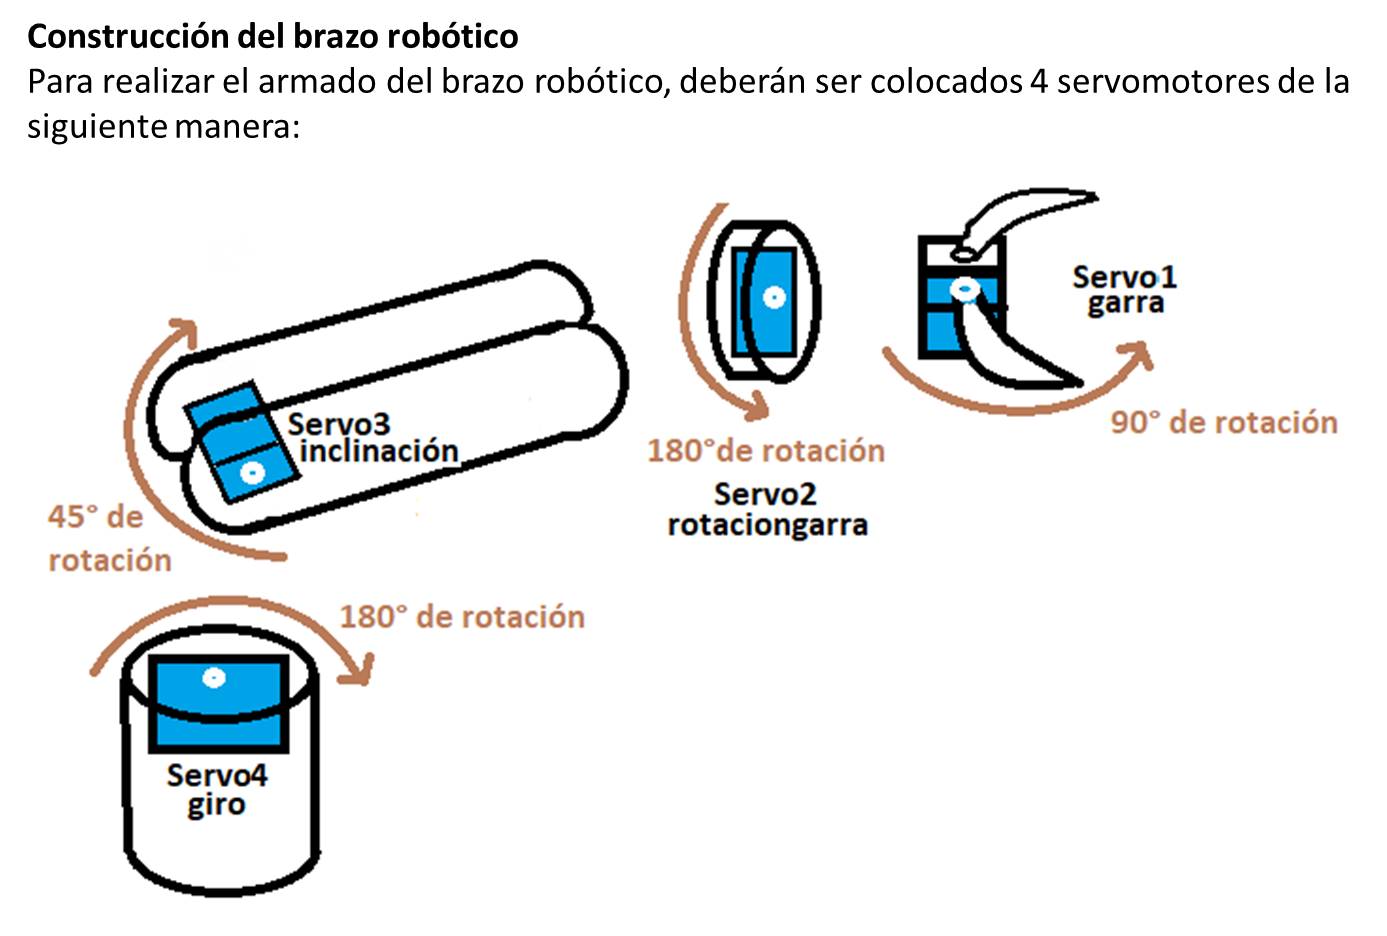 Construcción del brazo robótico
Para realizar el armado del brazo robótico, deberán ser colocados 4 servomotores de la
siguiente manera:
Servo1
garra
90° de rotación
180°de rotación
Servo2
rotaciongarra
Servo3
inclinación
45° de
rotación
180° de rotación
Servo4
giro